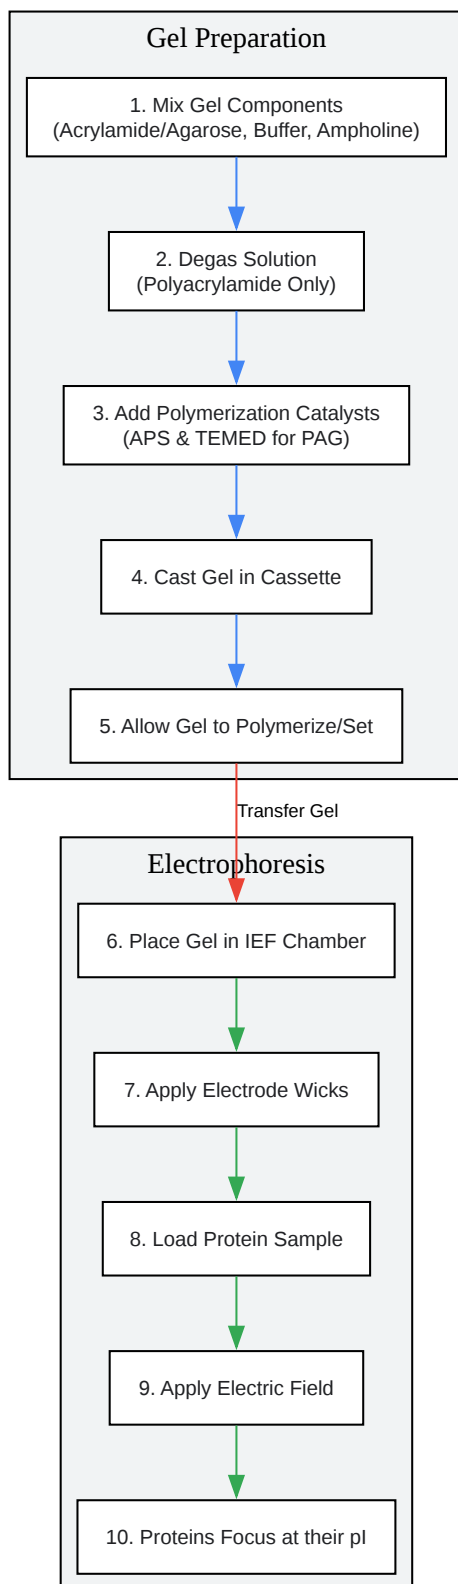 Gel Preparation
1. Mix Gel Components
(Acrylamide/Agarose, Buffer, Ampholine)
2. Degas Solution
(Polyacrylamide Only)
3. Add Polymerization Catalysts
(APS & TEMED for PAG)
4. Cast Gel in Cassette
5. Allow Gel to Polymerize/Set
Transfer Gel
Electrophoresis
6. Place Gel in IEF Chamber
7. Apply Electrode Wicks
8. Load Protein Sample
9. Apply Electric Field
10. Proteins Focus at their pI